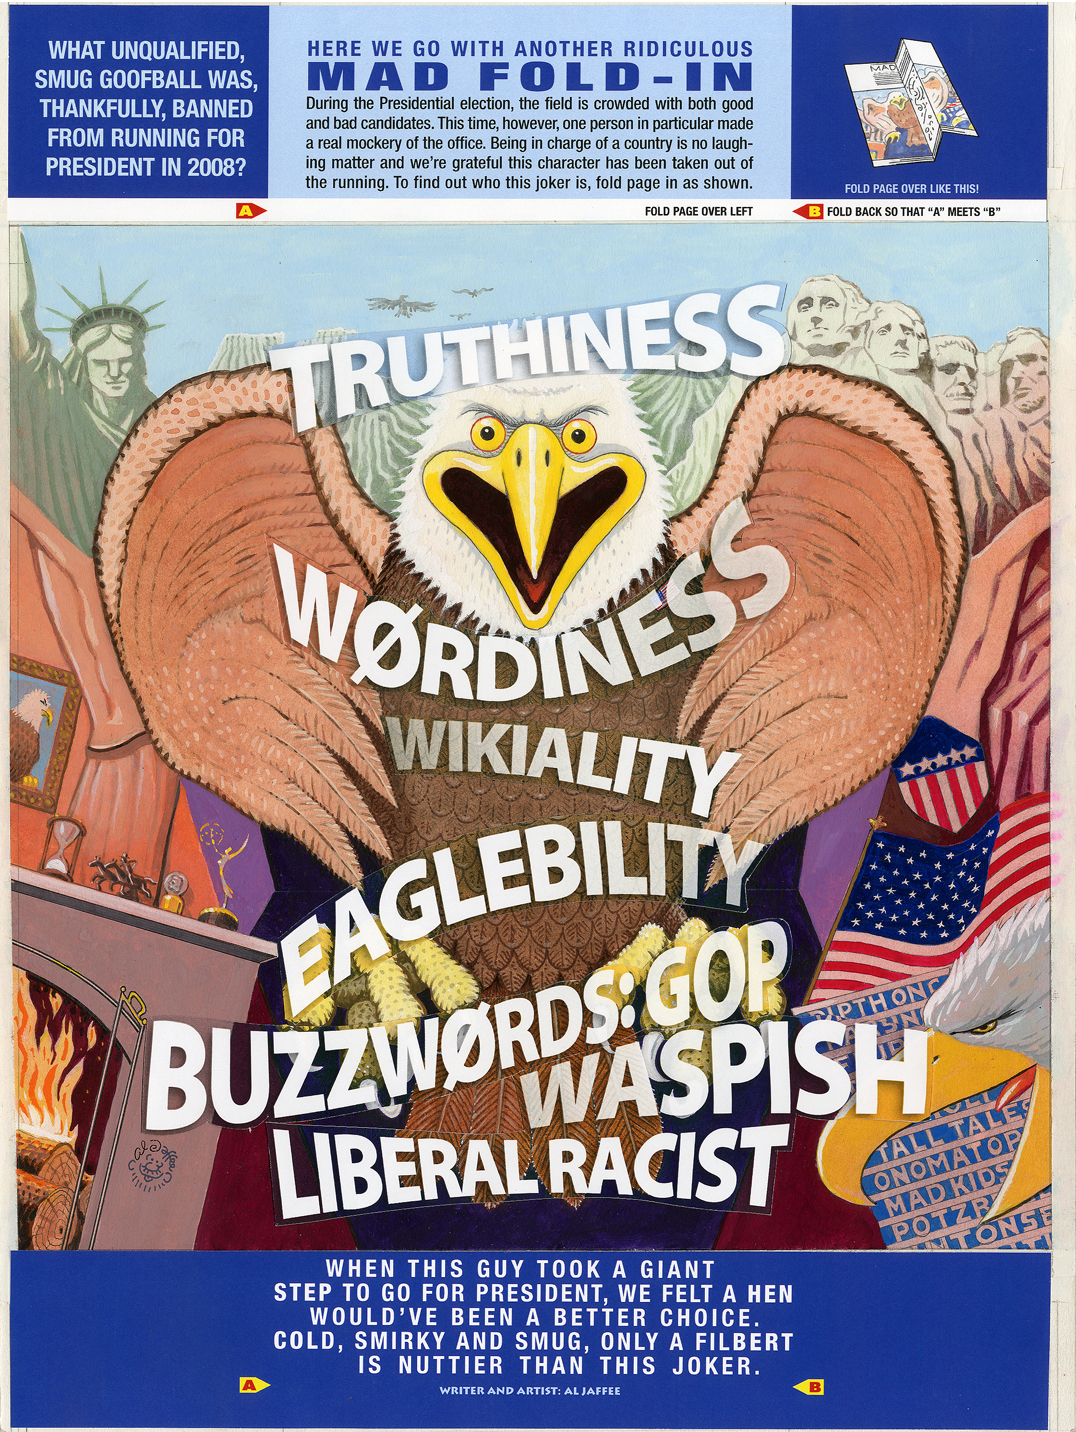 WHAT UNQUALIFIED,
SMUG GOOFBALL WAS,
THANKFULLY, BANNED
FROM RUNNING FOR
PRESIDENT IN 2008?
HERE WE GO WITH ANOTHER RIDICULOUS
MAD FOLD-IN
During the Presidential election, the field is crowded with both good
and bad candidates. This time, however, one person in particular made
a real mockery of the office. Being in charge of a country is no laugh-
ing matter and we're grateful this character has been taken out of
the running. To find out who this joker is, fold page in as shown.
MAD
FOLD PAGE OVER LIKE THIS!
A
FOLD PAGE OVER LEFT
B FOLD BACK SO THAT "A" MEETS "B"
TRUTHINESS
WØRDINESS
WIKIALITY
EAGLEBILITY
BUZZWØRDS: GOP
WASPISH
LIBERAL RACIST
TALL TALES
ONOMATOP
MAD KIDS
POTZR
WHEN THIS GUY TOOK A GIANT
STEP TO GO FOR PRESIDENT, WE FELT A HEN
WOULD'VE BEEN A BETTER CHOICE.
COLD, SMIRKY AND SMUG, ONLY A FILBERT
IS NUTTIER THAN THIS JOKER.
A
WRITER AND ARTIST: AL JAFFEE
B